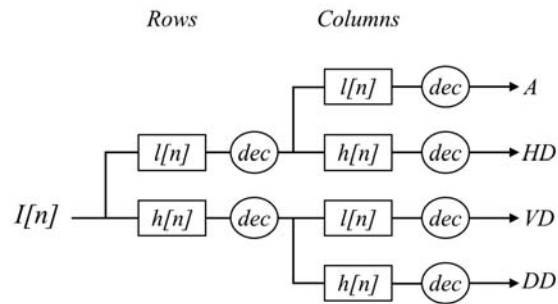 Rows Columns
l[n] dec A
l[n] dec h[n] dec HD
I[n] h[n] dec l[n] dec VD
h[n] dec DD